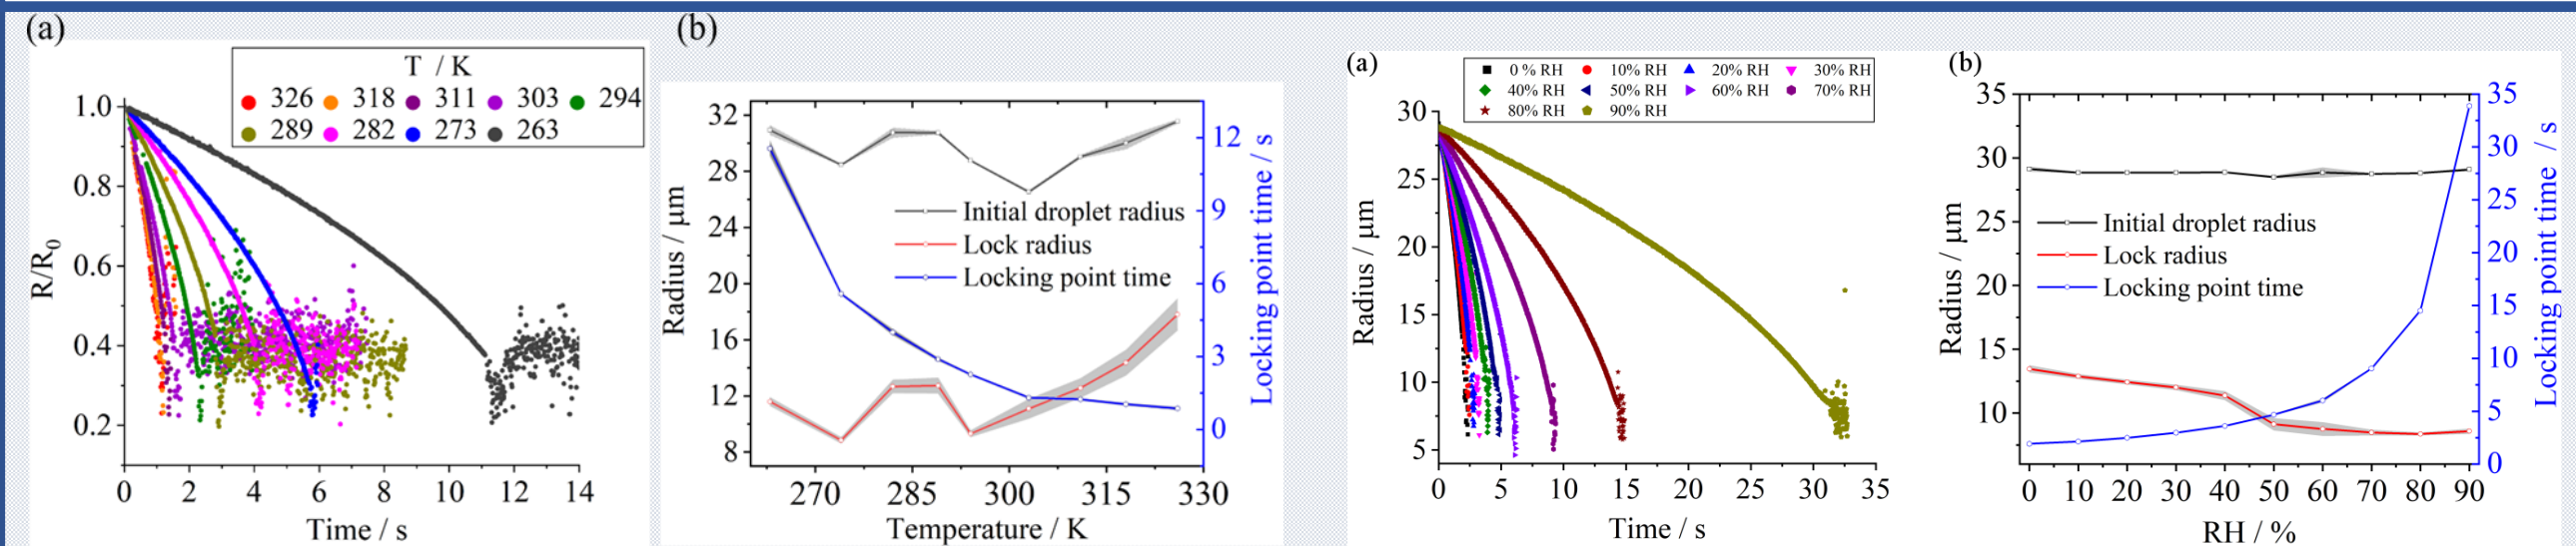 (a)
T / K
326 318 311 303 294
289 282 273 263
R/R0
1.0
0.8
0.6
0.4
0.2
0 2 4 6 8 10 12 14
Time / s
(b)
Radius / µm
32
28
24
20
16
12
8
Initial droplet radius
Lock radius
Locking point time
12
9
6
3
0
Locking point time / s
270 285 300 315 330
Temperature / K
(a)
0 % RH 10% RH 20% RH 30% RH
40% RH 50% RH 60% RH 70% RH
80% RH 90% RH
Radius / µm
30
25
20
15
10
5
0 5 10 15 20 25 30 35
Time / s
(b)
Radius / µm
35
30
25
20
15
10
Initial droplet radius
Lock radius
Locking point time
35
30
25
20
15
10
5
0
Locking point time / s
0 10 20 30 40 50 60 70 80 90
RH / %